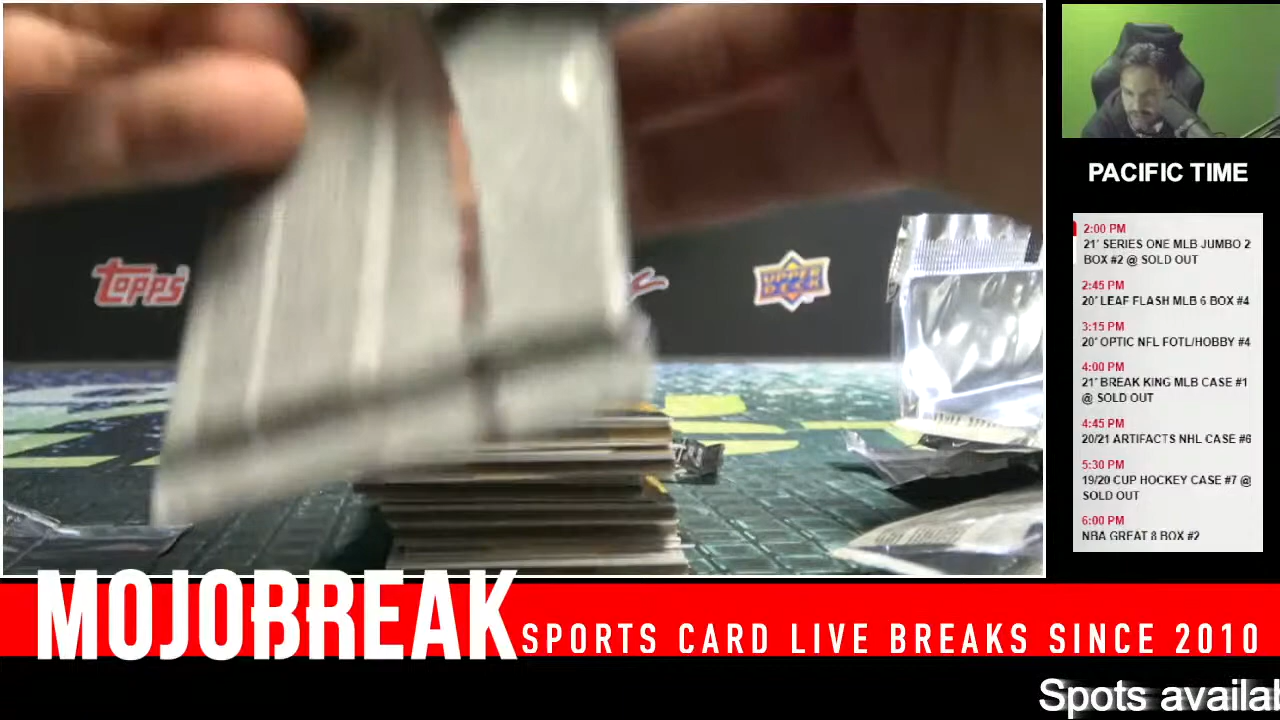 topps
UPPER DECK
PACIFIC TIME
2:00 PM
21' SERIES ONE MLB JUMBO 2
BOX #2 @ SOLD OUT
2:45 PM
20' LEAF FLASH MLB 6 BOX #4
3:15 PM
20' OPTIC NFL FOTL/HOBBY #4
4:00 PM
21' BREAK KING MLB CASE #1
@ SOLD OUT
4:45 PM
20/21 ARTIFACTS NHL CASE #6
5:30 PM
19/20 CUP HOCKEY CASE #7 @
SOLD OUT
6:00 PM
NBA GREAT 8 BOX #2
MOJOBREAK
SPORTS CARD LIVE BREAKS SINCE 2010
Spots availal